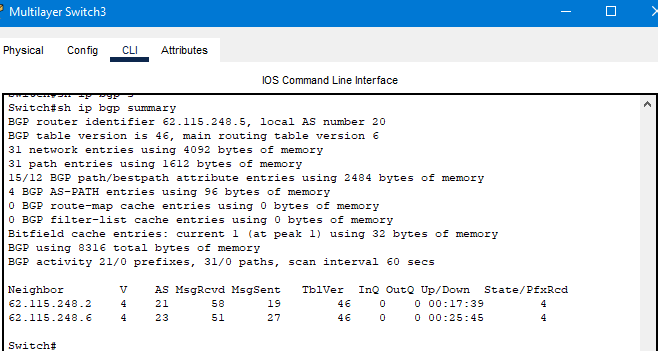 Multilayer Switch3
Physical Config CLI Attributes
IOS Command Line Interface
Switch#sh ip bgp s
Switch#sh ip bgp summary
BGP router identifier 62.115.248.5, local AS number 20
BGP table version is 46, main routing table version 6
31 network entries using 4092 bytes of memory
31 path entries using 1612 bytes of memory
15/12 BGP path/bestpath attribute entries using 2484 bytes of memory
4 BGP AS-PATH entries using 96 bytes of memory
0 BGP route-map cache entries using 0 bytes of memory
0 BGP filter-list cache entries using 0 bytes of memory
Bitfield cache entries: current 1 (at peak 1) using 32 bytes of memory
BGP using 8316 total bytes of memory
BGP activity 21/0 prefixes, 31/0 paths, scan interval 60 secs
Neighbor V AS MsgRcvd MsgSent TblVer InQ OutQ Up/Down State/PfxRcd
62.115.248.2 4 21 58 19 46 0 0 00:17:39 4
62.115.248.6 4 23 51 27 46 0 0 00:25:45 4
Switch#